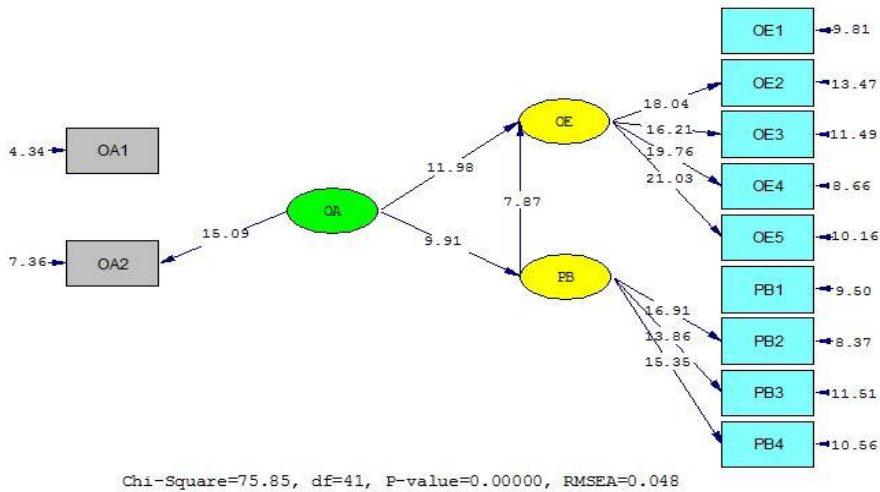 OE1
9.81
OE2
13.47
18.04
OE
16.21
OE3
11.49
4.34
OA1
19.76
11.98
21.03
OE4
8.66
7.87
OA
15.09
9.91
OE5
10.16
7.36
OA2
PB
PB1
9.50
16.91
13.86
15.35
PB2
8.37
PB3
11.51
PB4
10.56
Chi-Square=75.85, df=41, P-value=0.00000, RMSEA=0.048